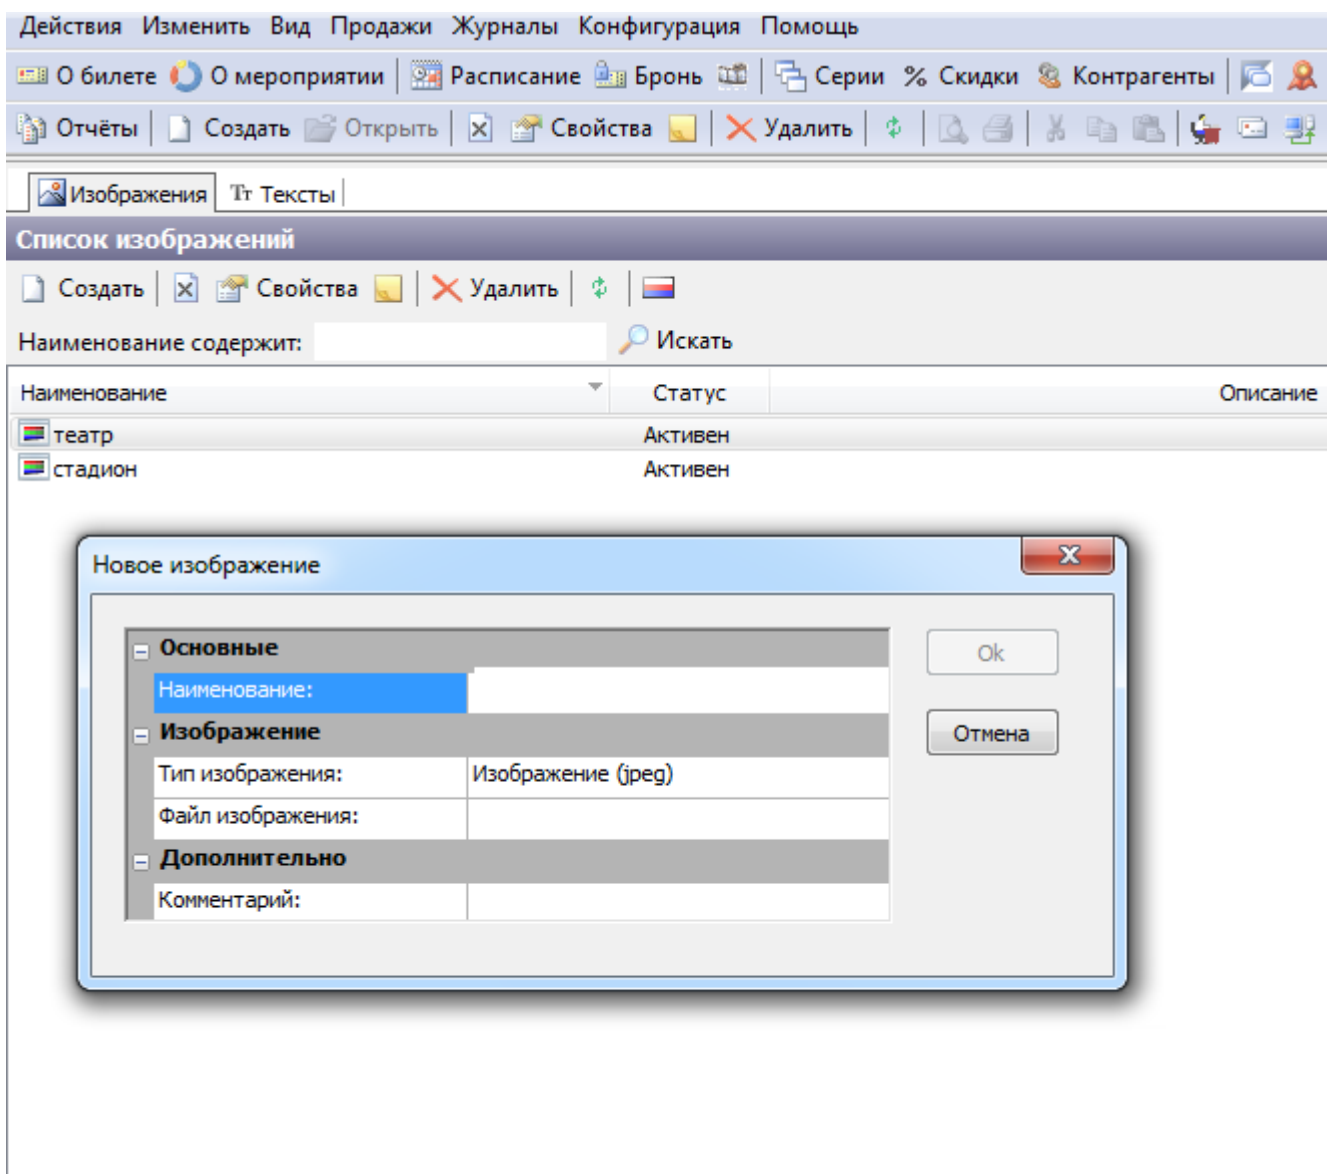 Действия Изменить Вид Продажи Журналы Конфигурация Помощь
О билете О мероприятии Расписание Бронь Серии % Скидки Контрагенты
Отчёты Создать Открыть Свойства Удалить
Изображения Тт Тексты
Список изображений
Создать Свойства Удалить
Наименование содержит: Искать
Наименование Статус Описание
театр Активен
стадион Активен
Новое изображение
Основные
Ok
Наименование:
Изображение
Отмена
Тип изображения: Изображение (jpeg)
Файл изображения:
Дополнительно
Комментарий: